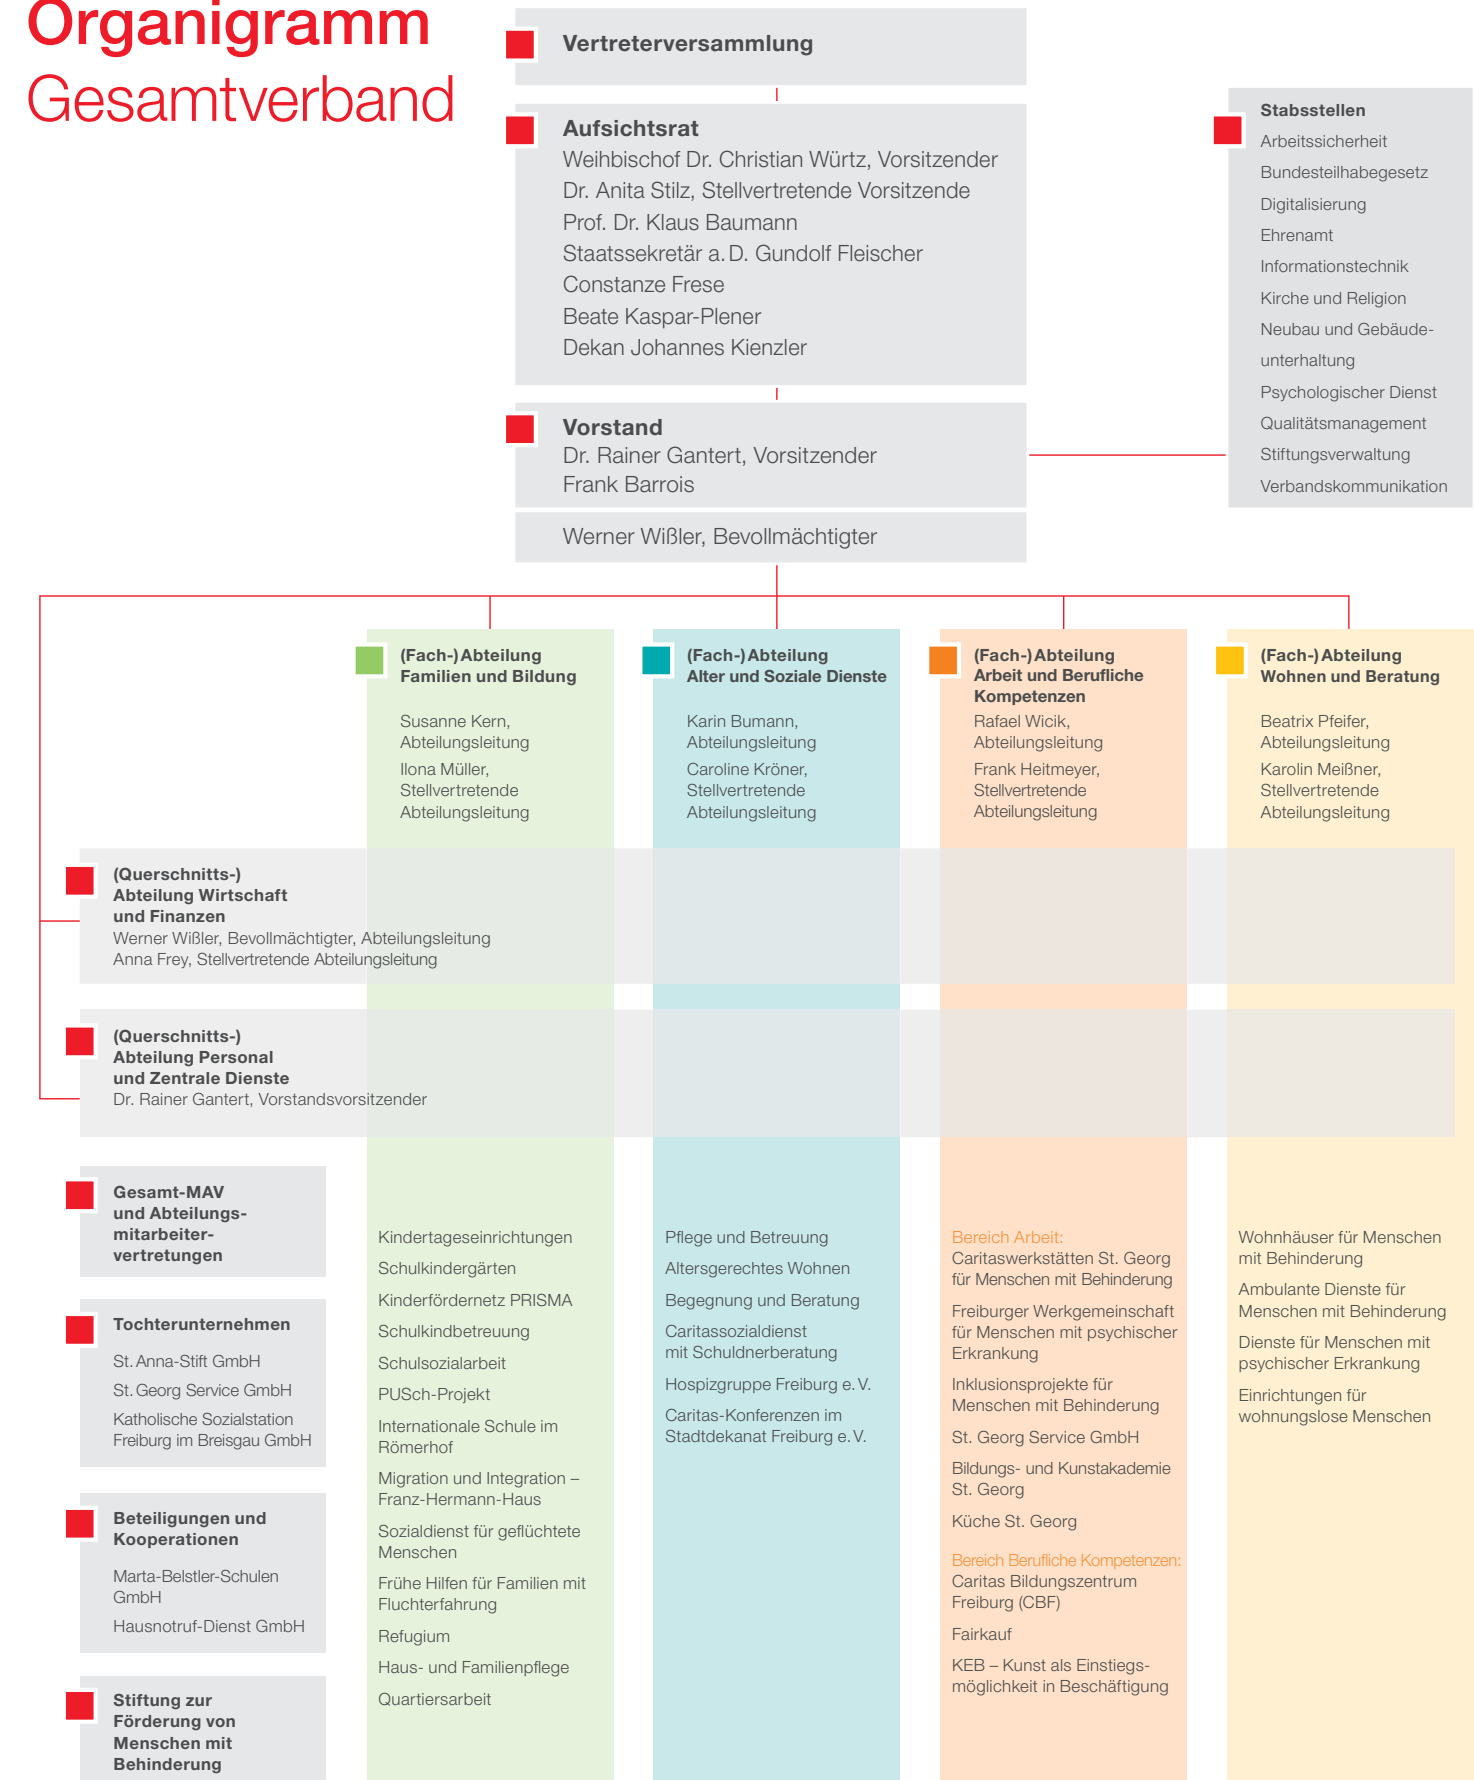 Organigramm
Gesamtverband
Vertreterversammlung
Aufsichtsrat
Weihbischof Dr. Christian Würtz, Vorsitzender
Dr. Anita Stilz, Stellvertretende Vorsitzende
Prof. Dr. Klaus Baumann
Staatssekretär a. D. Gundolf Fleischer
Constanze Frese
Beate Kaspar-Plener
Dekan Johannes Kienzler
Vorstand
Dr. Rainer Gantert, Vorsitzender
Frank Barrois
Werner Wißler, Bevollmächtigter
Stabsstellen
Arbeitssicherheit
Bundesteilhabegesetz
Digitalisierung
Ehrenamt
Informationstechnik
Kirche und Religion
Neubau und Gebäude-
unterhaltung
Psychologischer Dienst
Qualitätsmanagement
Stiftungsverwaltung
Verbandskommunikation
(Fach-) Abteilung
Familien und Bildung
Susanne Kern,
Abteilungsleitung
Ilona Müller,
Stellvertretende
Abteilungsleitung
(Fach-) Abteilung
Alter und Soziale Dienste
Karin Bumann,
Abteilungsleitung
Caroline Kröner,
Stellvertretende
Abteilungsleitung
(Fach-) Abteilung
Arbeit und Berufliche
Kompetenzen
Rafael Wicik,
Abteilungsleitung
Frank Heitmeyer,
Stellvertretende
Abteilungsleitung
(Fach-) Abteilung
Wohnen und Beratung
Beatrix Pfeifer,
Abteilungsleitung
Karolin Meißner,
Stellvertretende
Abteilungsleitung
(Querschnitts-)
Abteilung Wirtschaft
und Finanzen
Werner Wißler, Bevollmächtigter, Abteilungsleitung
Anna Frey, Stellvertretende Abteilungsleitung
(Querschnitts-)
Abteilung Personal
und Zentrale Dienste
Dr. Rainer Gantert, Vorstandsvorsitzender
Gesamt-MAV
und Abteilungs-
mitarbeiter-
vertretungen
Tochterunternehmen
St. Anna-Stift GmbH
St. Georg Service GmbH
Katholische Sozialstation
Freiburg im Breisgau GmbH
Beteiligungen und
Kooperationen
Marta-Belstler-Schulen
GmbH
Hausnotruf-Dienst GmbH
Stiftung zur
Förderung von
Menschen mit
Behinderung
Kindertageseinrichtungen
Schulkindergärten
Kinderfördernetz PRISMA
Schulkindbetreuung
Schulsozialarbeit
PUSch-Projekt
Internationale Schule im
Römerhof
Migration und Integration –
Franz-Hermann-Haus
Sozialdienst für geflüchtete
Menschen
Frühe Hilfen für Familien mit
Fluchterfahrung
Refugium
Haus- und Familienpflege
Quartiersarbeit
Pflege und Betreuung
Altersgerechtes Wohnen
Begegnung und Beratung
Caritassozialdienst
mit Schuldnerberatung
Hospizgruppe Freiburg e. V.
Caritas-Konferenzen im
Stadtdekanat Freiburg e. V.
Bereich Arbeit:
Caritaswerkstätten St. Georg
für Menschen mit Behinderung
Freiburger Werkgemeinschaft
für Menschen mit psychischer
Erkrankung
Inklusionsprojekte für
Menschen mit Behinderung
St. Georg Service GmbH
Bildungs- und Kunstakademie
St. Georg
Küche St. Georg
Bereich Berufliche Kompetenzen:
Caritas Bildungszentrum
Freiburg (CBF)
Fairkauf
KEB – Kunst als Einstiegs-
möglichkeit in Beschäftigung
Wohnhäuser für Menschen
mit Behinderung
Ambulante Dienste für
Menschen mit Behinderung
Dienste für Menschen mit
psychischer Erkrankung
Einrichtungen für
wohnungslose Menschen